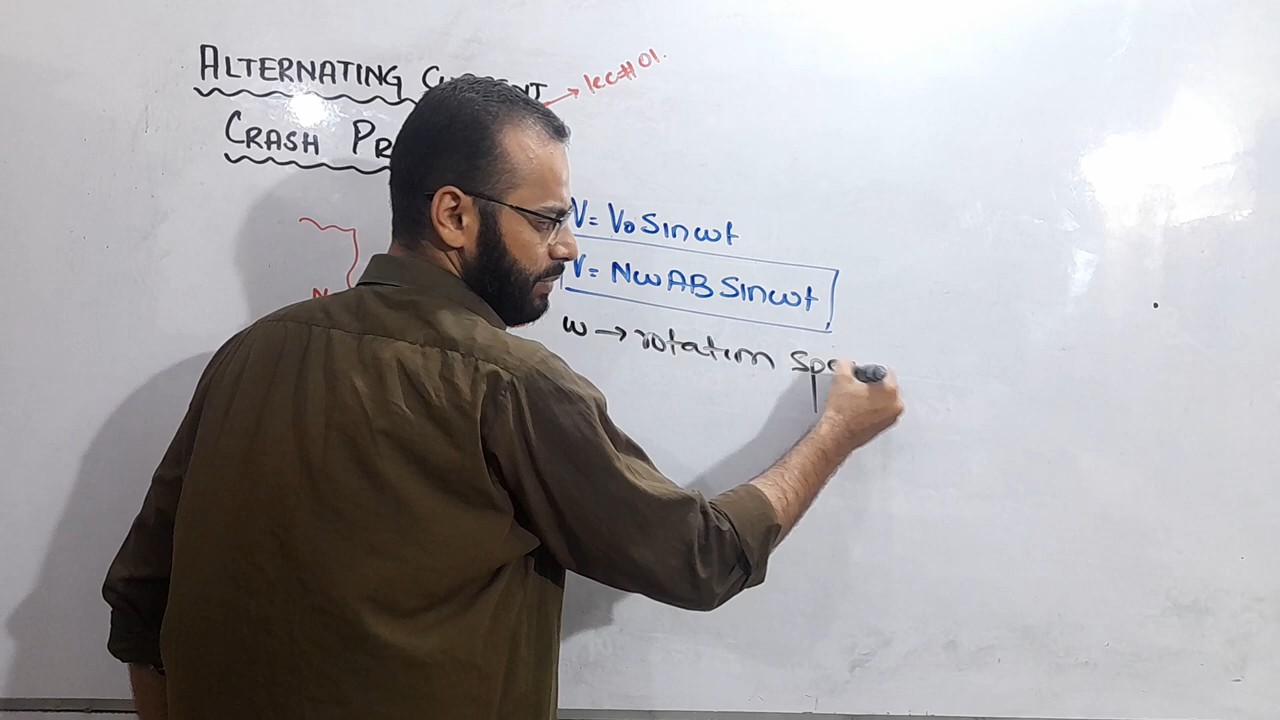 ALTERNATING
lec#01.
CRASH
V= V₀ Sinωt
V= NωAB Sinωt
ω → rotation Spe